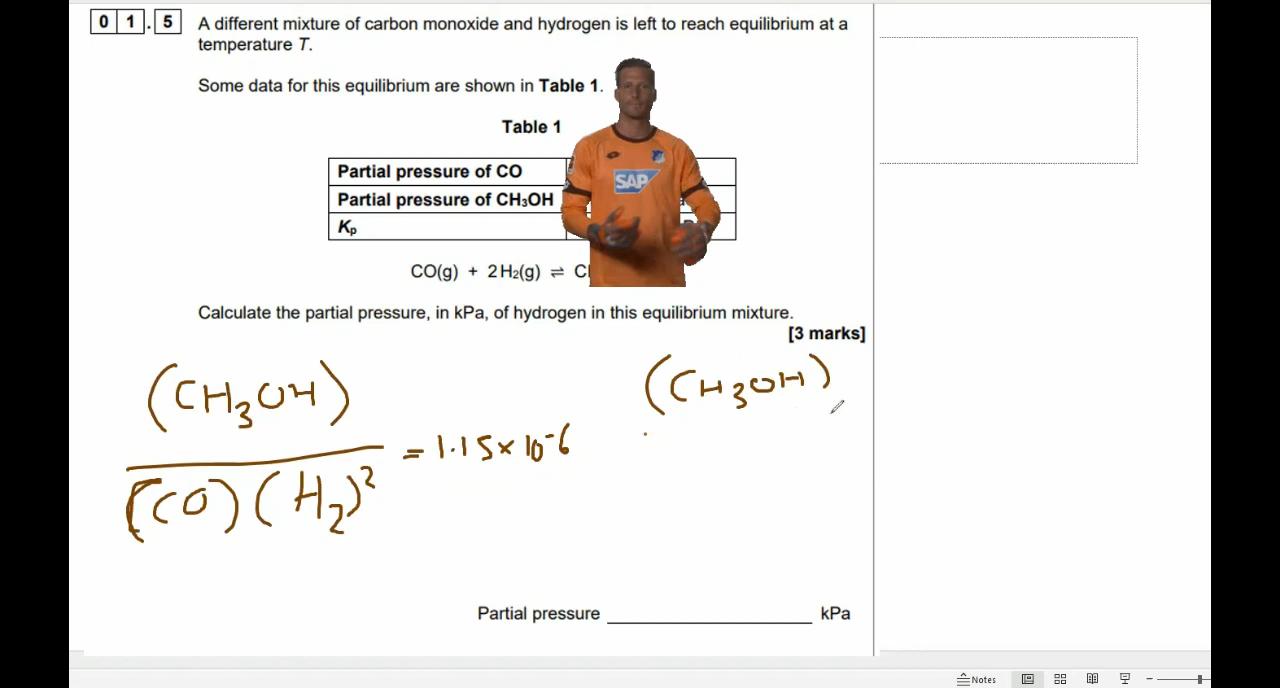 0 1 . 5 A different mixture of carbon monoxide and hydrogen is left to reach equilibrium at a
temperature T.
Some data for this equilibrium are shown in Table 1.
Table 1
Partial pressure of CO
Partial pressure of CH₃OH
Kₚ
SAP
CO(g) + 2 H₂(g) ⇌ C
Calculate the partial pressure, in kPa, of hydrogen in this equilibrium mixture.
[3 marks]
(CH₃OH)
(CO) (H₂)²
= 1.15 × 10⁻⁶
(CH₃OH)
Partial pressure ____________ kPa
Notes